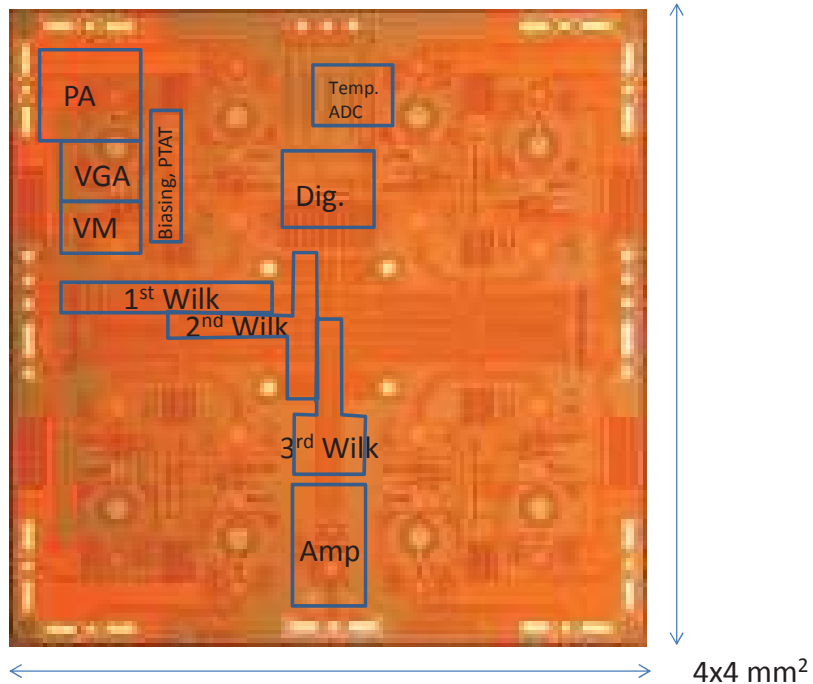 PA
Temp.
ADC
Biasing, PTAT
VGA
Dig.
VM
1st Wilk
2nd Wilk
3rd Wilk
Amp
4x4 mm²